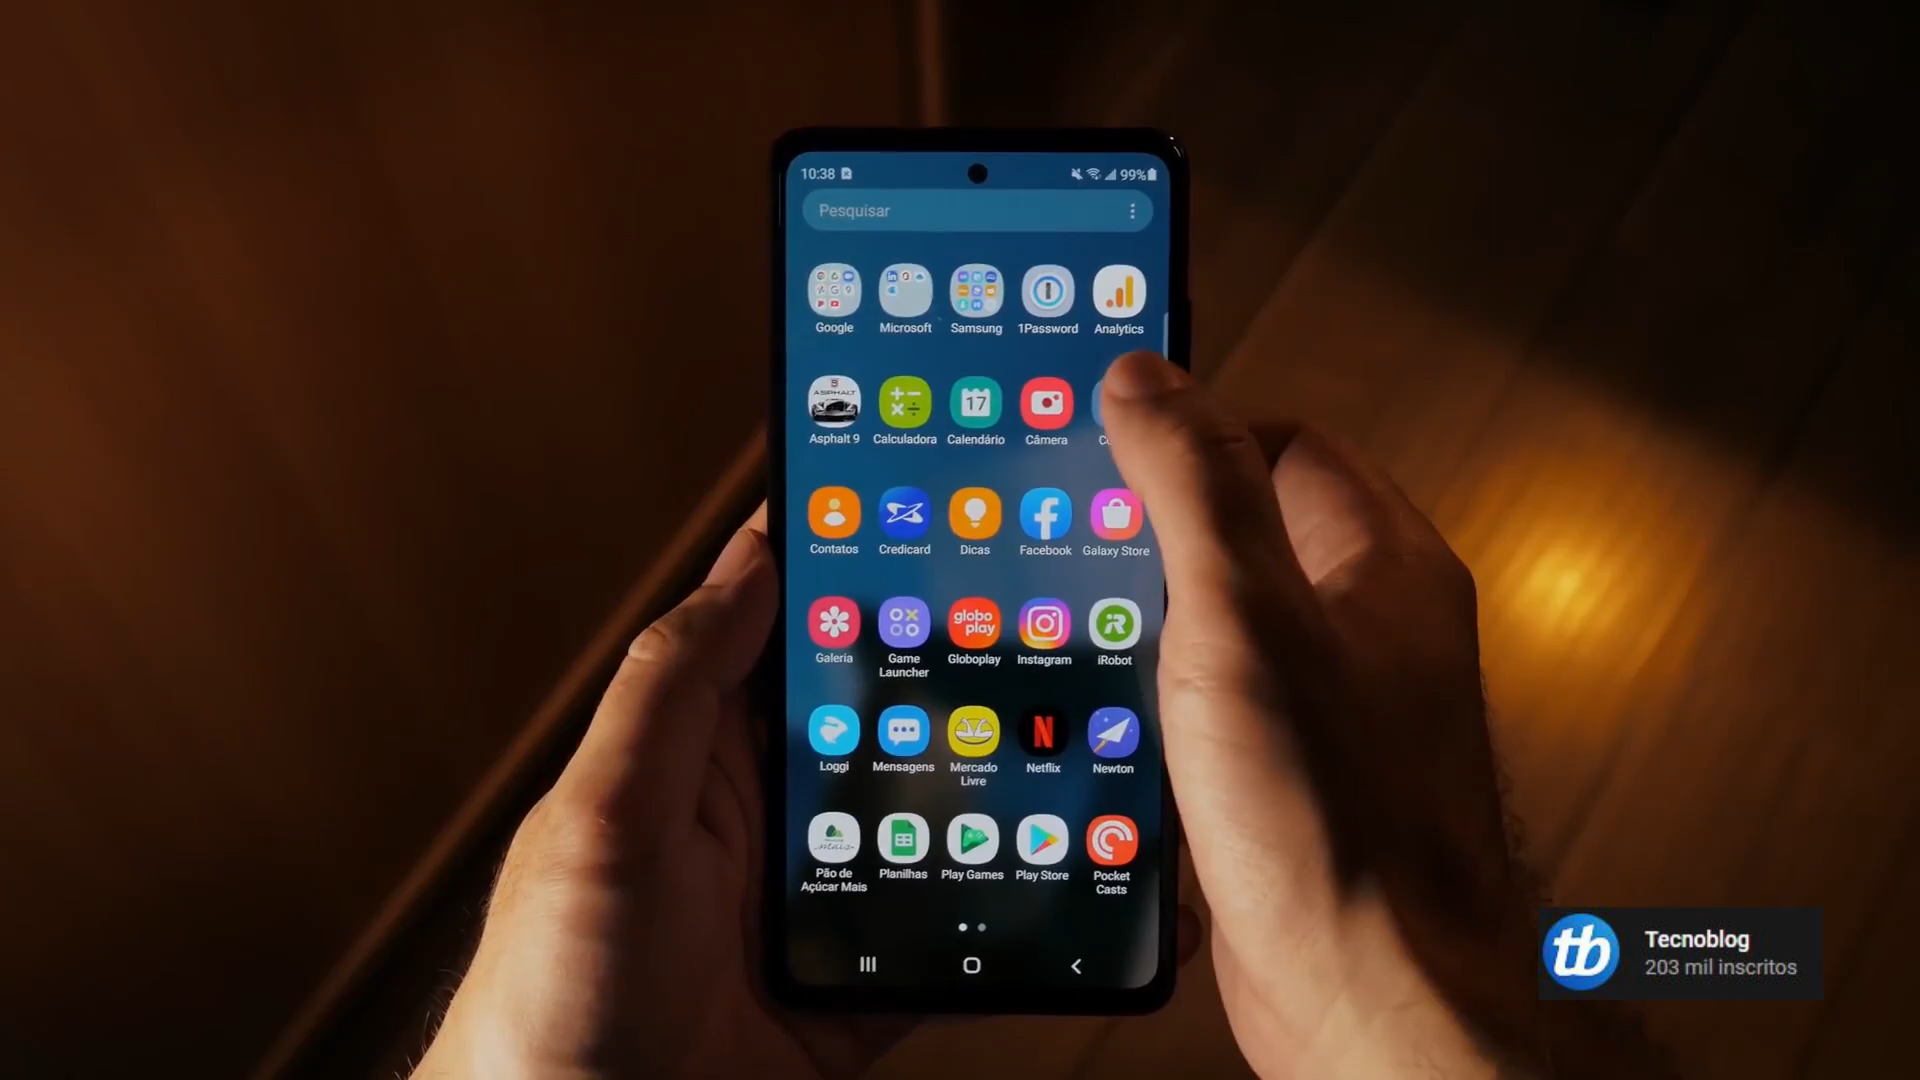 10:38
99%
Pesquisar
Google
Microsoft
Samsung
1Password
Analytics
ASPHALT
17
Asphalt 9
Calculadora
Calendário
Câmera
Contatos
Credicard
Dicas
Facebook
Galaxy Store
globo
play
Galeria
Game
Launcher
Globoplay
Instagram
iRobot
Loggi
Mensagens
Mercado
Livre
Netflix
Newton
mais
Pão de
Açúcar Mais
Planilhas
Play Games
Play Store
Pocket
Casts
tb
Tecnoblog
203 mil inscritos